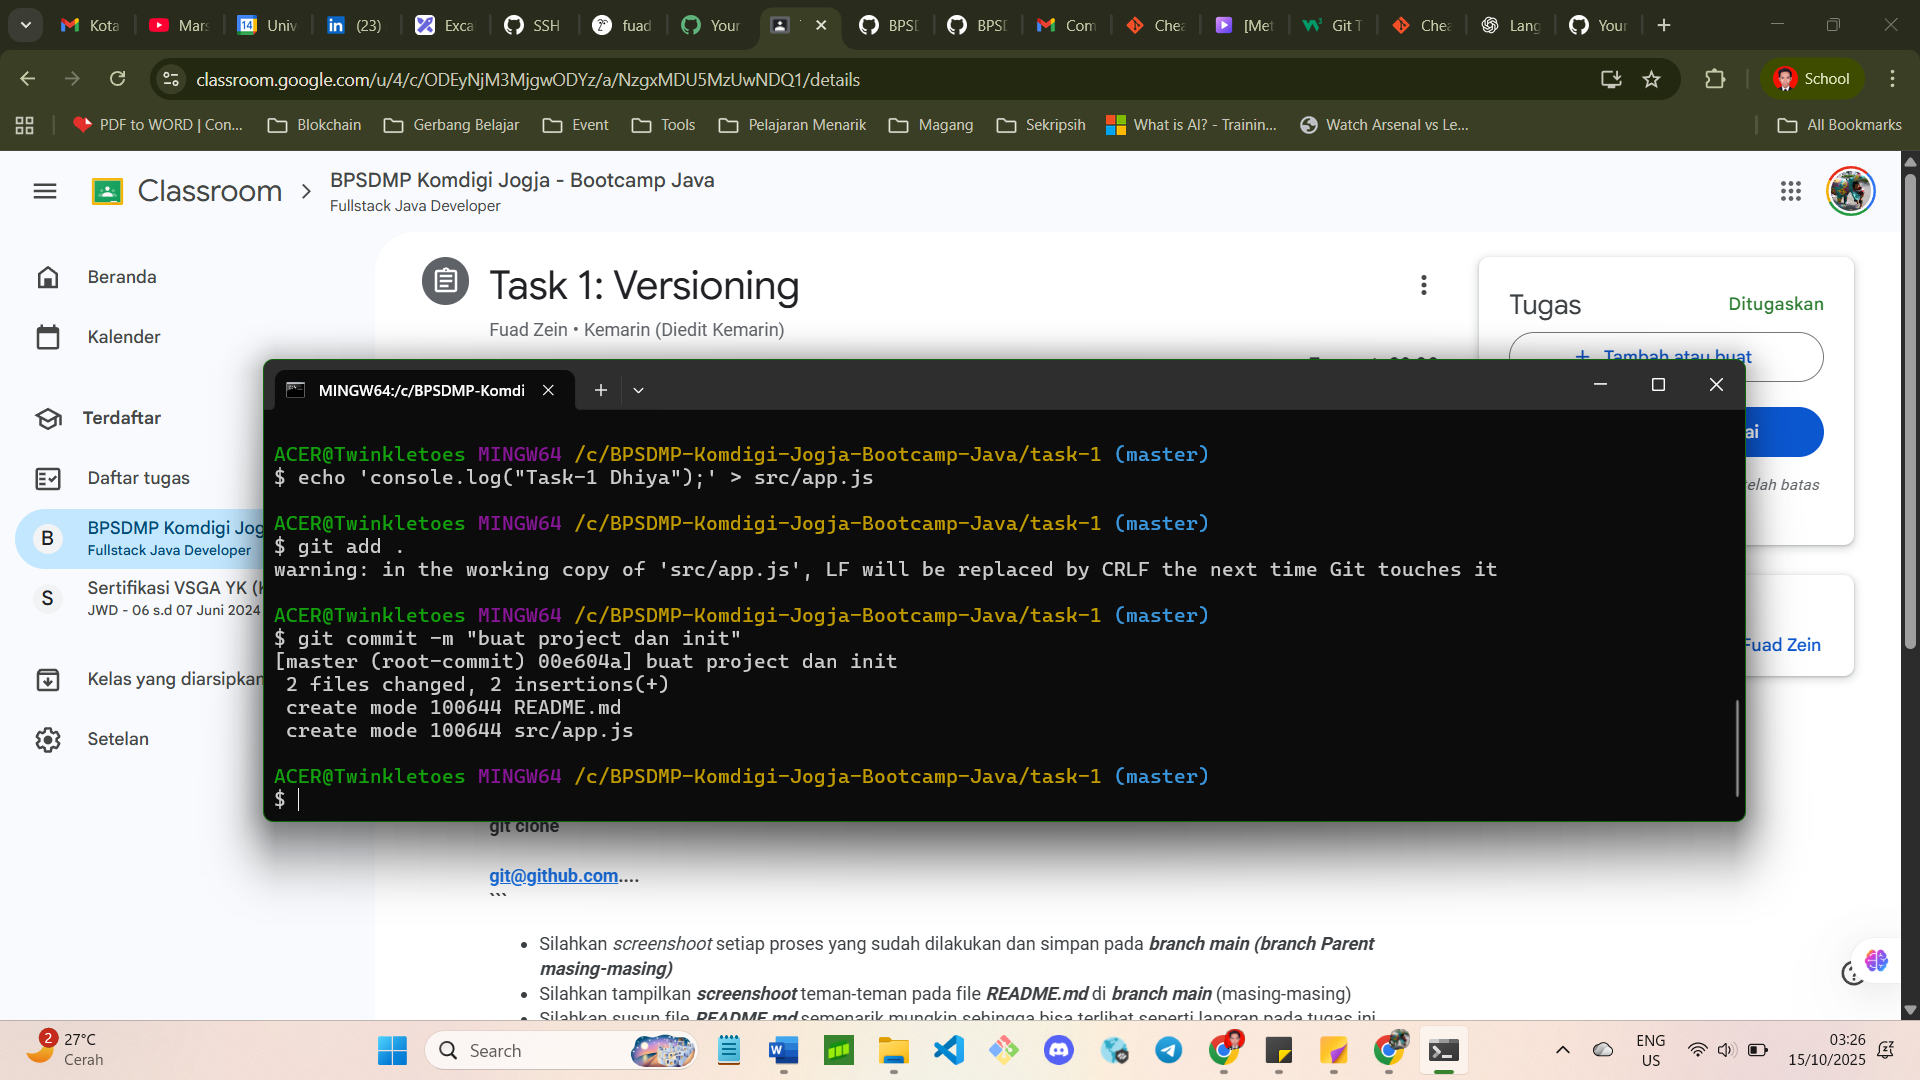 Kota
Mars
14
Univ
(23)
Exca
SSH
fuad
Your
BPSD
BPSD
Com
Chea
[Met
Git T
Chea
Lang
Your
classroom.google.com/u/4/c/ODEyNjM3MjgwODYz/a/NzgxMDU5MzUwNDQ1/details
School
PDF to WORD | Con...
Blokchain
Gerbang Belajar
Event
Tools
Pelajaran Menarik
Magang
Sekripsih
What is AI? - Trainin...
Watch Arsenal vs Le...
All Bookmarks
Classroom
BPSDMP Komdigi Jogja - Bootcamp Java
Fullstack Java Developer
Beranda
Kalender
Terdaftar
Daftar tugas
B
BPSDMP Komdigi Jog
Fullstack Java Developer
S
Sertifikasi VSGA YK (K
JWD - 06 s.d 07 Juni 2024
Kelas yang diarsipkan
Setelan
Task 1: Versioning
Fuad Zein • Kemarin (Diedit Kemarin)
Tugas
Ditugaskan
+ Tambah atau buat
ai
elah batas
Fuad Zein
MINGW64:/c/BPSDMP-Komdi
ACER@Twinkletoes MINGW64 /c/BPSDMP-Komdigi-Jogja-Bootcamp-Java/task-1 (master)
$ echo 'console.log("Task-1 Dhiya");' > src/app.js
ACER@Twinkletoes MINGW64 /c/BPSDMP-Komdigi-Jogja-Bootcamp-Java/task-1 (master)
$ git add .
warning: in the working copy of 'src/app.js', LF will be replaced by CRLF the next time Git touches it
ACER@Twinkletoes MINGW64 /c/BPSDMP-Komdigi-Jogja-Bootcamp-Java/task-1 (master)
$ git commit -m "buat project dan init"
[master (root-commit) 00e604a] buat project dan init
2 files changed, 2 insertions(+)
create mode 100644 README.md
create mode 100644 src/app.js
ACER@Twinkletoes MINGW64 /c/BPSDMP-Komdigi-Jogja-Bootcamp-Java/task-1 (master)
$
git clone
git@github.com....
```
Silahkan screenshoot setiap proses yang sudah dilakukan dan simpan pada branch main (branch Parent
masing-masing)
Silahkan tampilkan screenshoot teman-teman pada file README.md di branch main (masing-masing)
Silahkan susun file README.md semenarik mungkin sehingga bisa terlihat seperti laporan pada tugas ini
2
27°C
Cerah
Search
ENG
US
03:26
15/10/2025